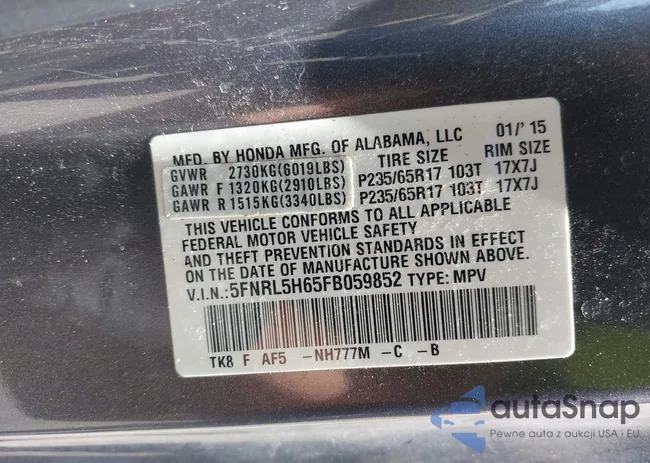 MFD. BY HONDA MFG. OF ALABAMA, LLC 01/'15
GVWR 2730KG(6019LBS) TIRE SIZE RIM SIZE
GAWR F 1320KG(2910LBS) P235/65R17 103T 17X7J
GAWR R 1515KG(3340LBS) P235/65R17 103T 17X7J
THIS VEHICLE CONFORMS TO ALL APPLICABLE
FEDERAL MOTOR VEHICLE SAFETY
AND THEFT PREVENTION STANDARDS IN EFFECT
ON THE DATE OF MANUFACTURE SHOWN ABOVE.
V.I.N.:5FNRL5H65FB059852 TYPE: MPV
TK8 F AF5 -NH777M -C -B
autaSnap
Pewne auta z aukcji USA i EU